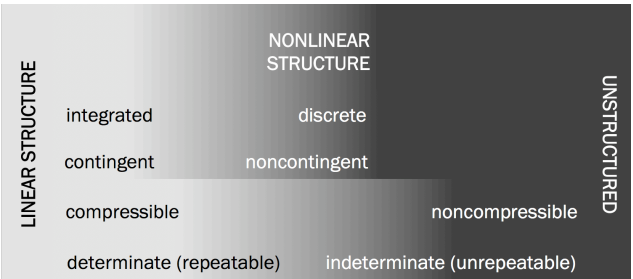 LINEAR STRUCTURE
NONLINEAR
STRUCTURE
UNSTRUCTURED
integrated discrete
contingent noncontingent
compressible noncompressible
determinate (repeatable) indeterminate (unrepeatable)